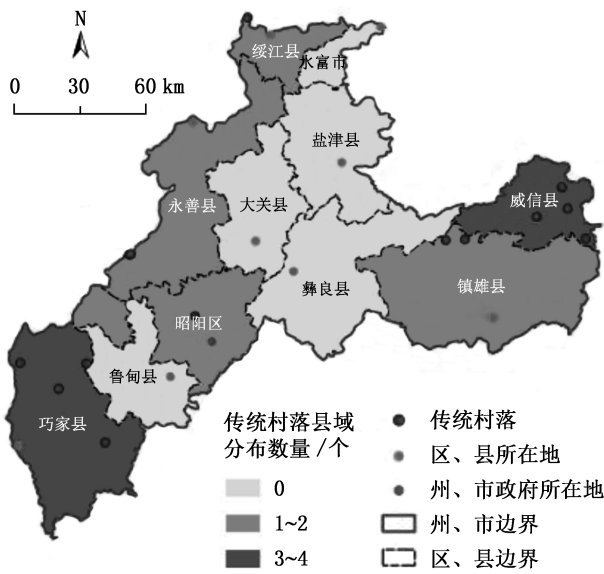 N
0 30 60 km
绥江县
水富市
盐津县
永善县
大关县
威信县
彝良县
镇雄县
昭阳区
鲁甸县
巧家县
传统村落县域
分布数量/个
0
1~2
3~4
传统村落
区、县所在地
州、市政府所在地
州、市边界
区、县边界